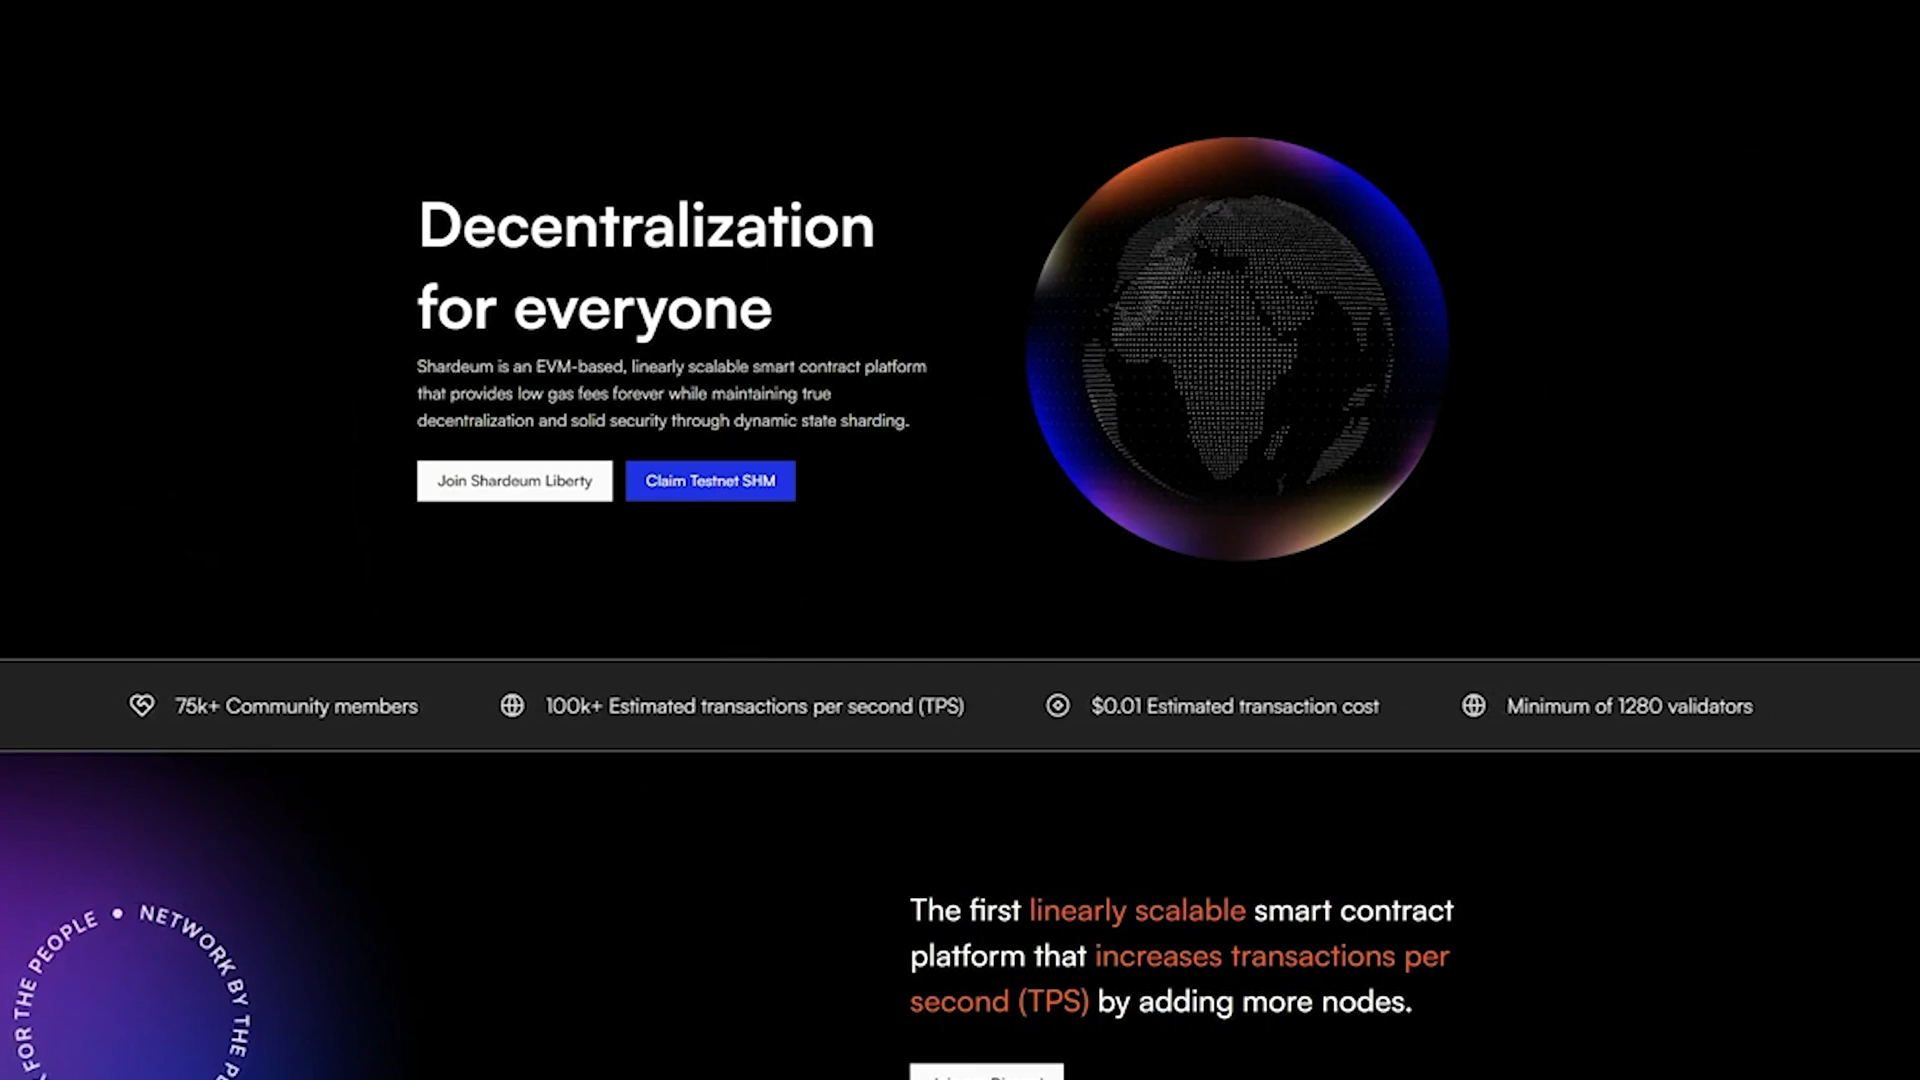 Decentralization
for everyone
Shardeum is an EVM-based, linearly scalable smart contract platform
that provides low gas fees forever while maintaining true
decentralization and solid security through dynamic state sharding.
Join Shardeum Liberty
Claim Testnet SHM
75k+ Community members
100k+ Estimated transactions per second (TPS)
$0.01 Estimated transaction cost
Minimum of 1280 validators
FOR THE PEOPLE • NETWORK BY THE
The first linearly scalable smart contract
platform that increases transactions per
second (TPS) by adding more nodes.